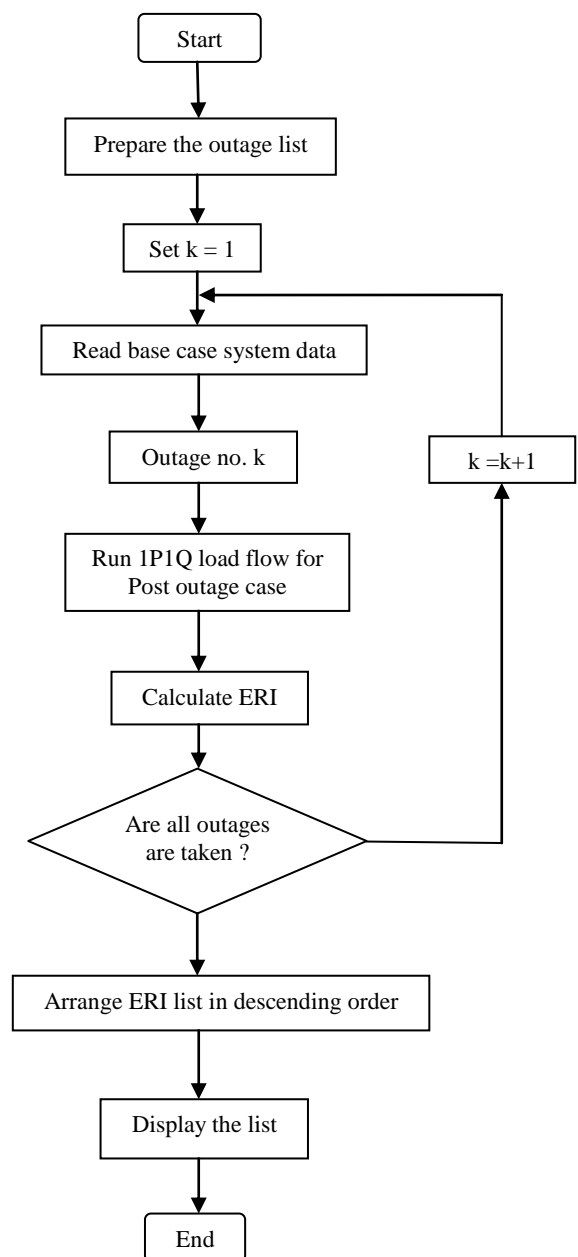 Start
Prepare the outage list
Set k = 1
Read base case system data
Outage no. k
k =k+1
Run 1P1Q load flow for
Post outage case
Calculate ERI
Are all outages
are taken ?
Arrange ERI list in descending order
Display the list
End